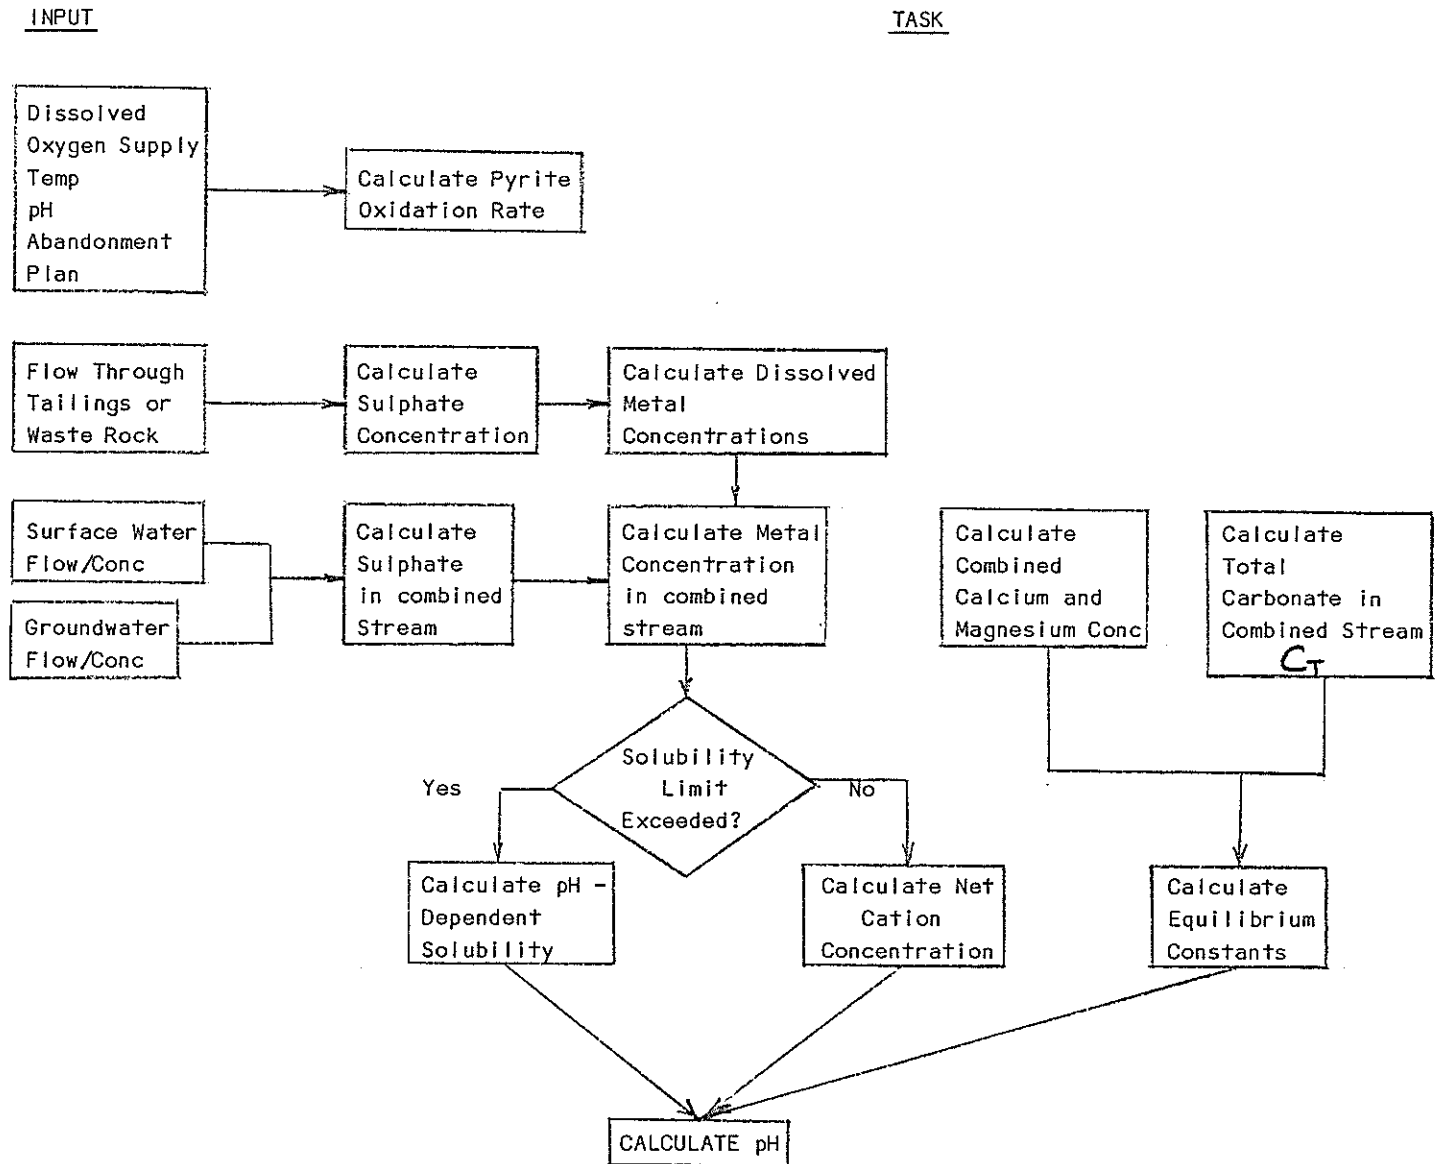 INPUT
TASK
Dissolved
Oxygen Supply
Temp
pH
Abandonment
Plan
Calculate Pyrite
Oxidation Rate
Flow Through
Tailings or
Waste Rock
Calculate
Sulphate
Concentration
Calculate Dissolved
Metal
Concentrations
Surface Water
Flow/Conc
Groundwater
Flow/Conc
Calculate
Sulphate
in combined
Stream
Calculate Metal
Concentration
in combined
stream
Calculate
Combined
Calcium and
Magnesium Conc
Calculate
Total
Carbonate in
Combined Stream
CT
Solubility
Limit
Exceeded?
Yes
No
Calculate pH -
Dependent
Solubility
Calculate Net
Cation
Concentration
Calculate
Equilibrium
Constants
CALCULATE pH